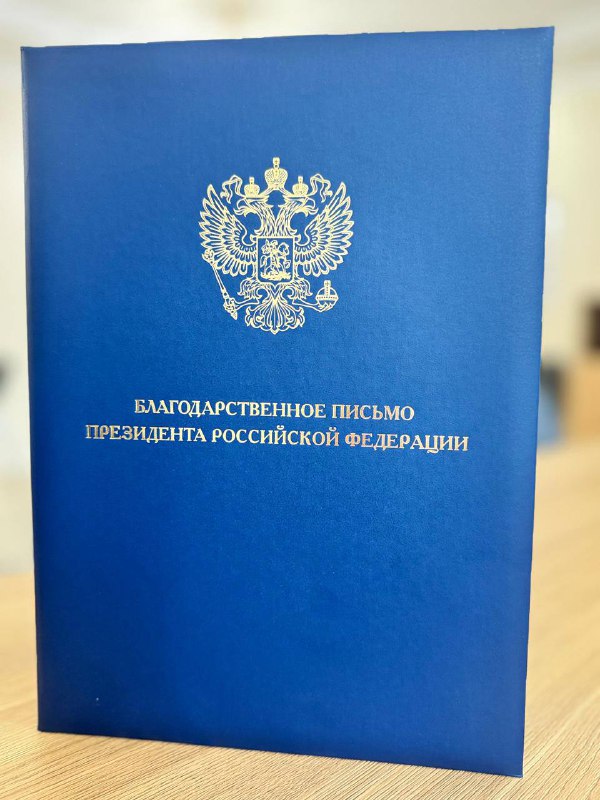 БЛАГОДАРСТВЕННОЕ ПИСЬМО
ПРЕЗИДЕНТА РОССИЙСКОЙ ФЕДЕРАЦИИ